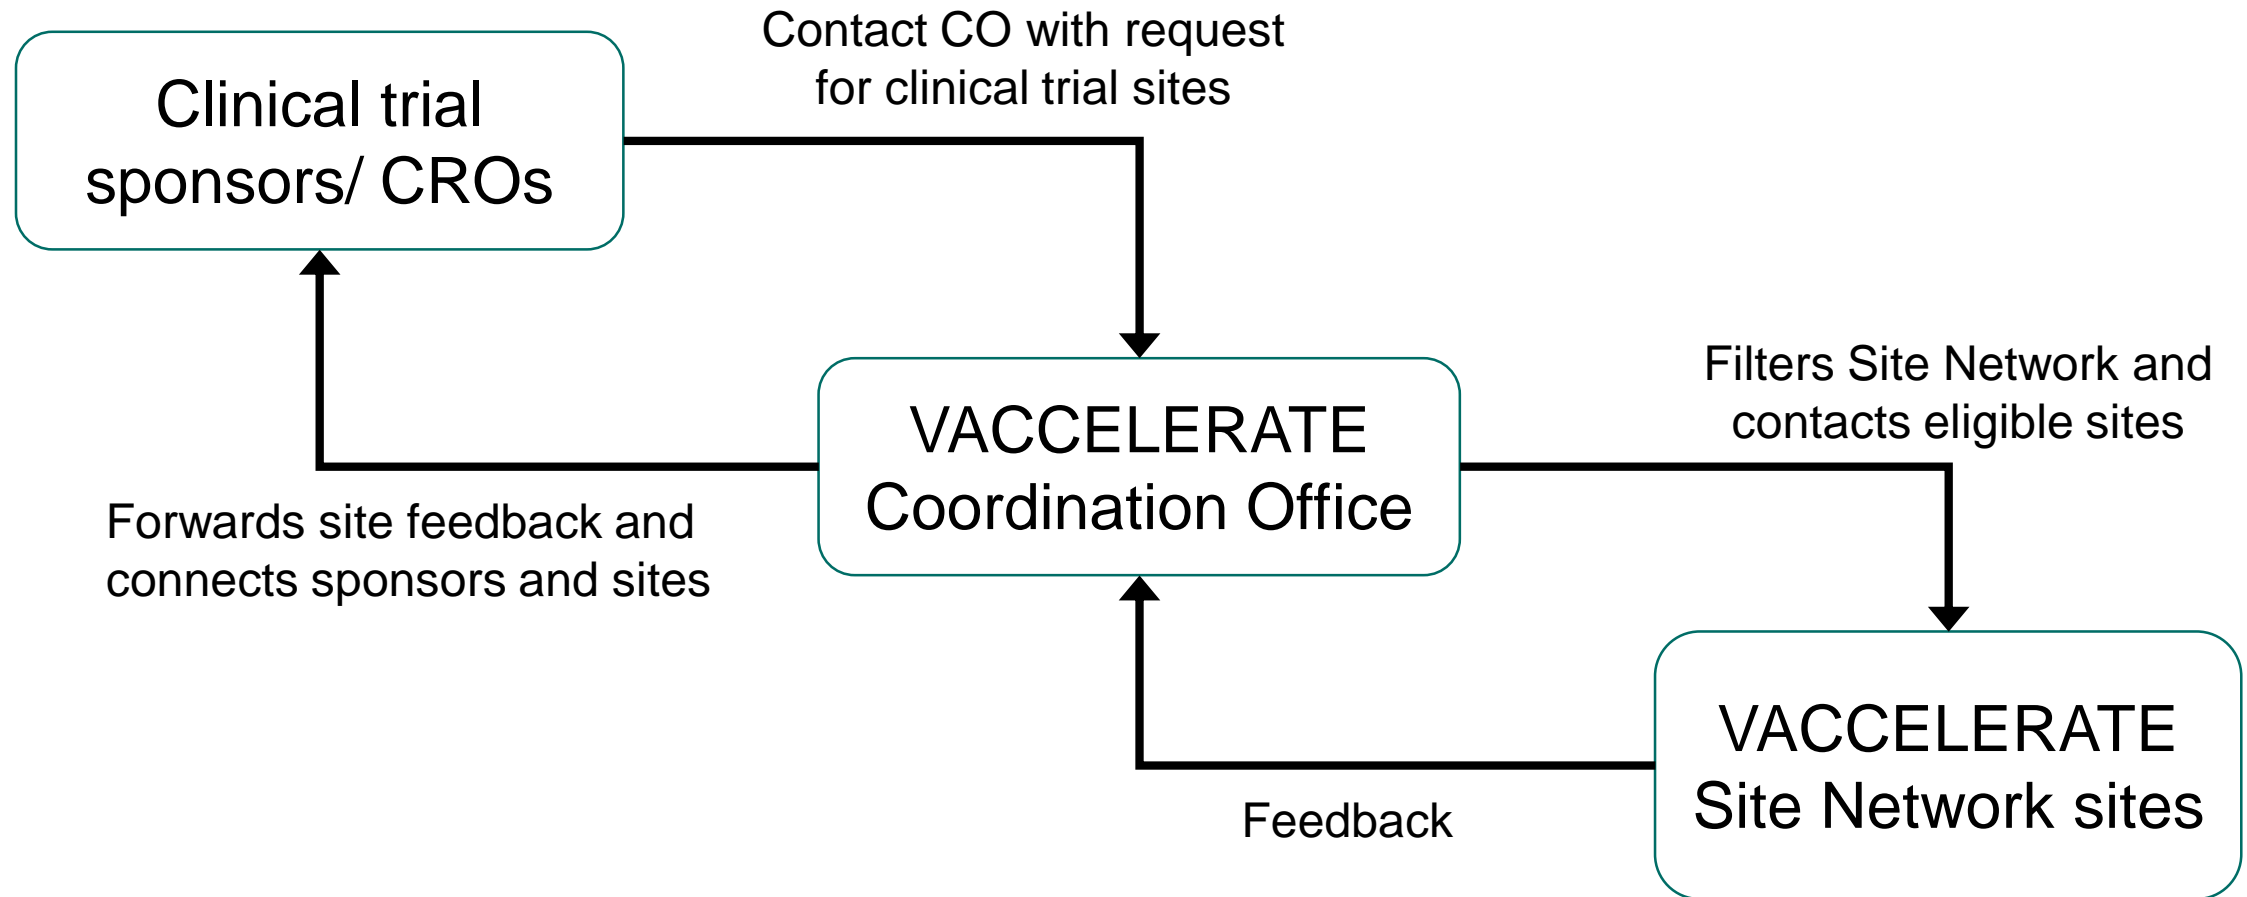 Contact CO with request
for clinical trial sites
Clinical trial
sponsors/ CROs
Filters Site Network and
contacts eligible sites
VACCELERATE
Coordination Office
Forwards site feedback and
connects sponsors and sites
VACCELERATE
Site Network sites
Feedback